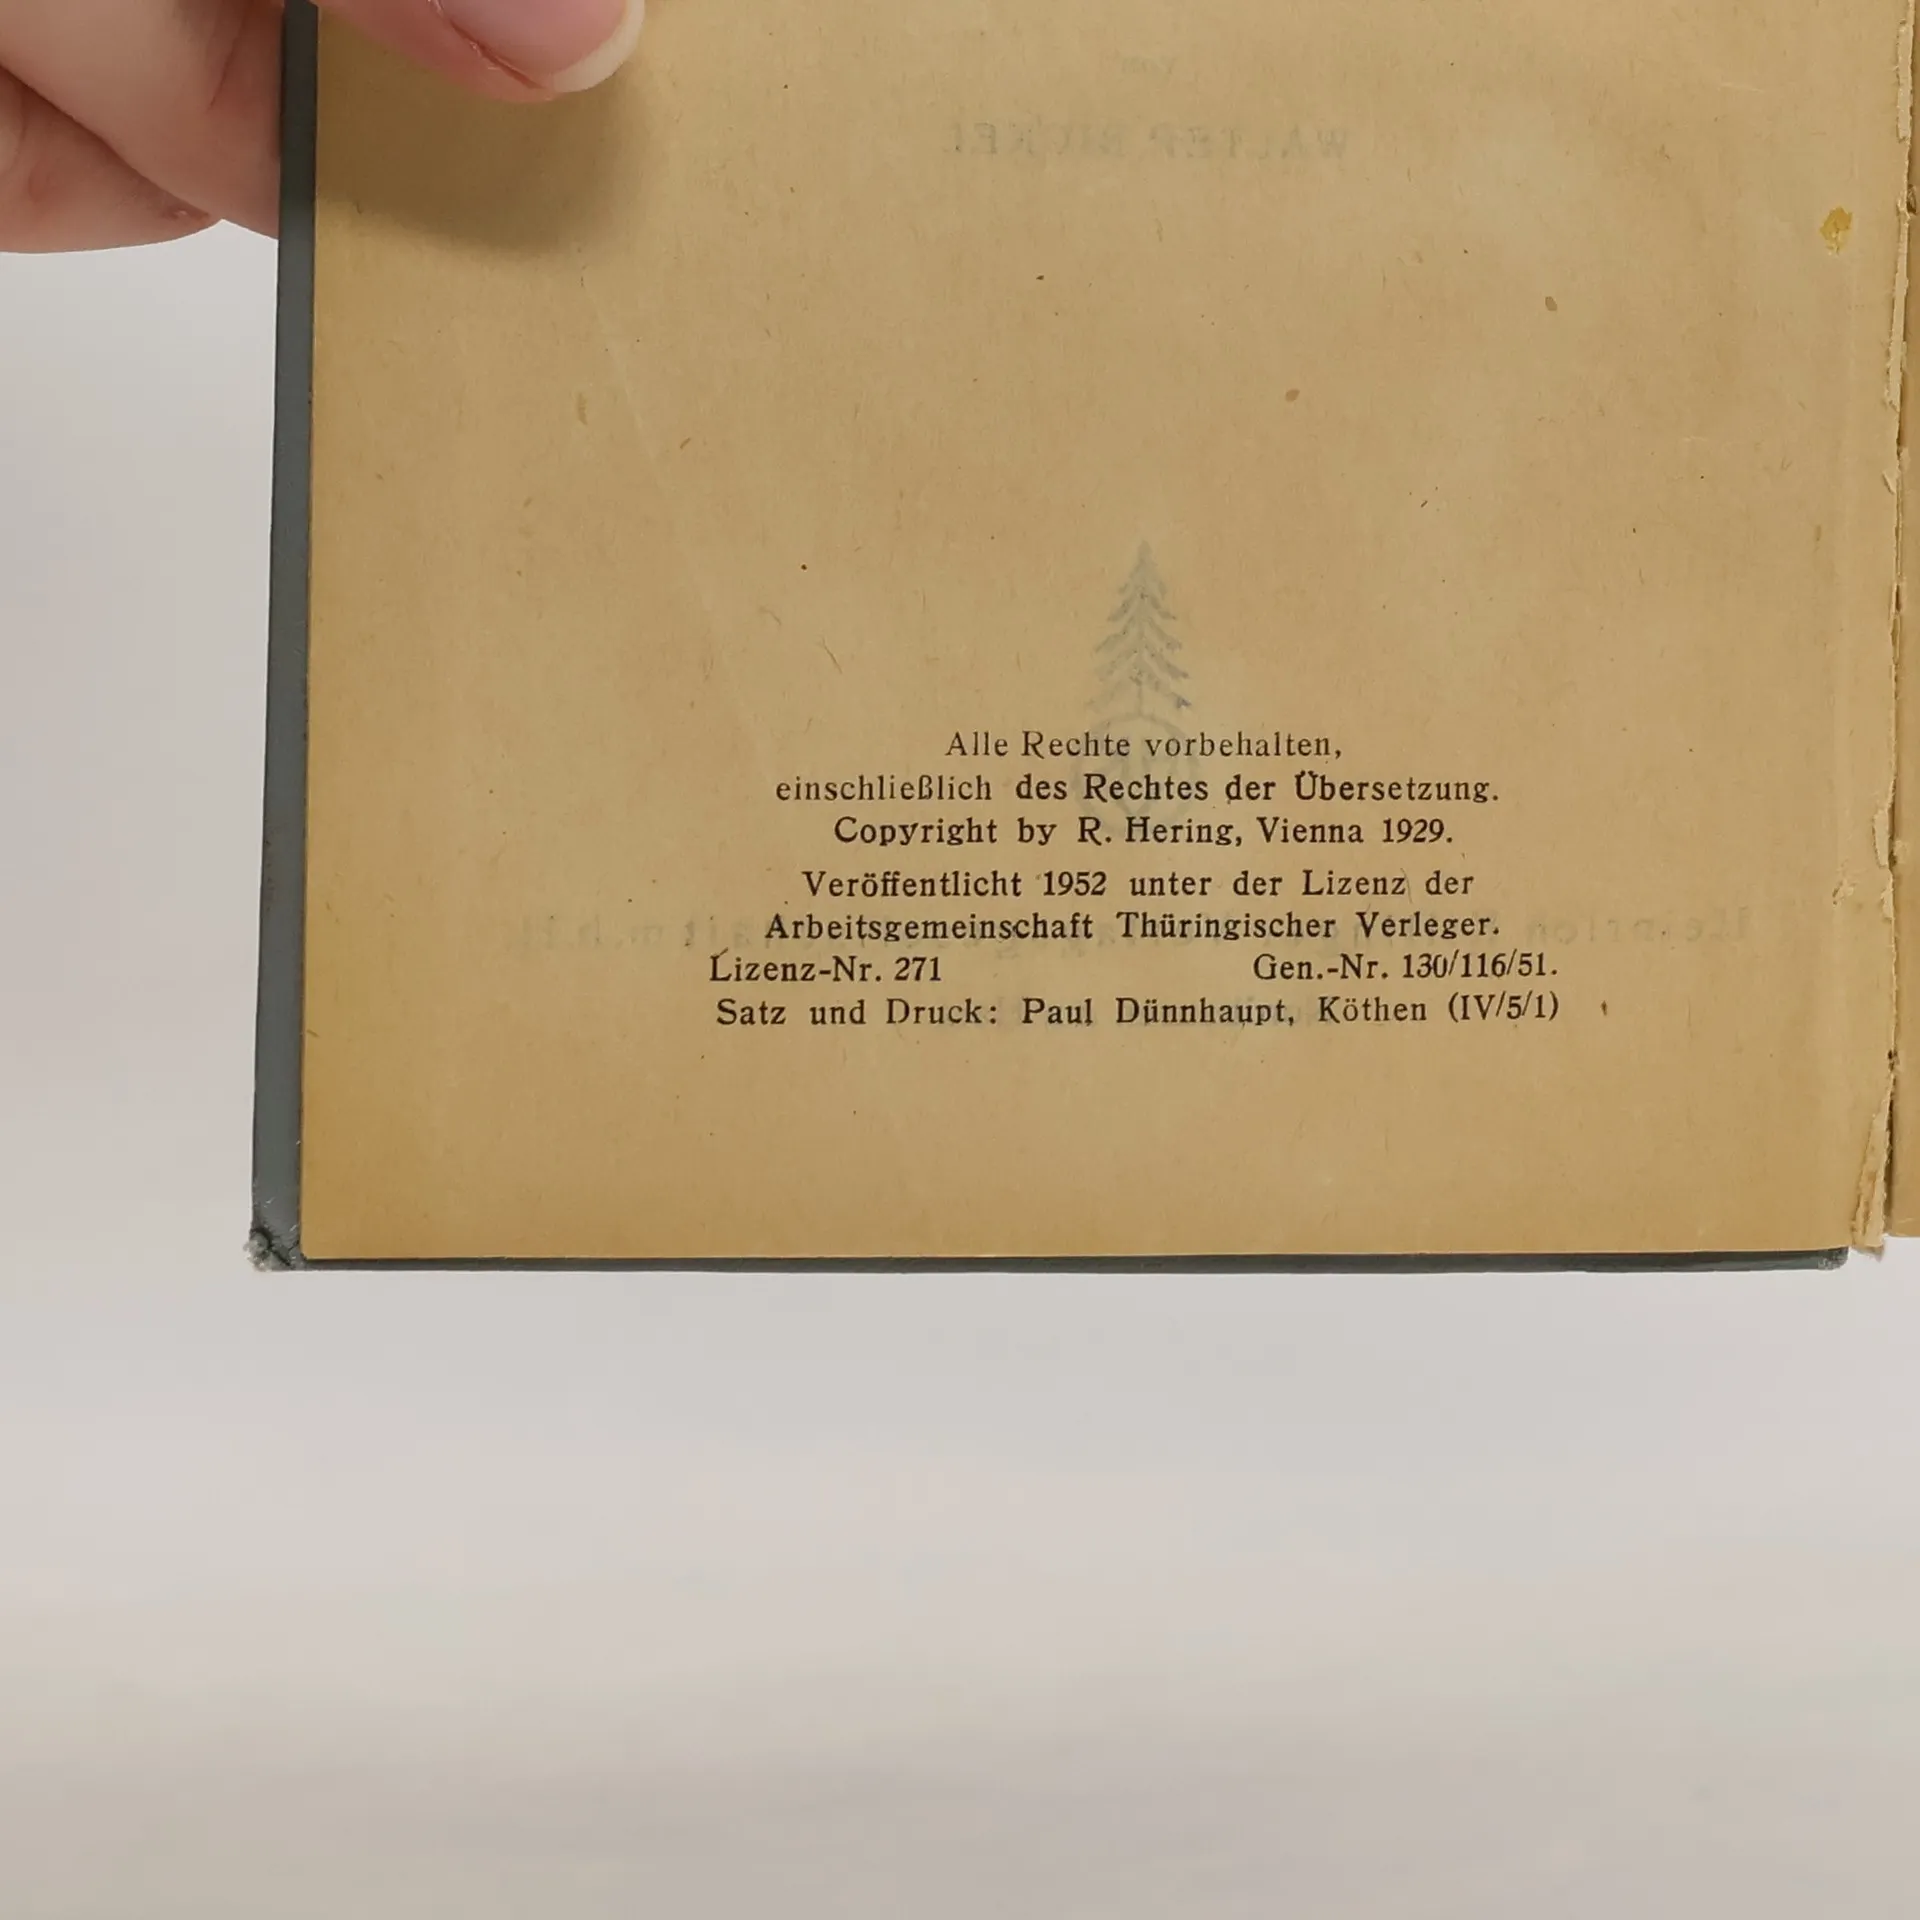 Alle Rechte vorbehalten,
einschließlich des Rechtes der Übersetzung.
Copyright by R. Hering, Vienna 1929.
Veröffentlicht 1952 unter der Lizenz der
Arbeitsgemeinschaft Thüringischer Verleger.
Lizenz-Nr. 271 Gen.-Nr. 130/116/51.
Satz und Druck: Paul Dünnhaupt, Köthen (IV/5/1)